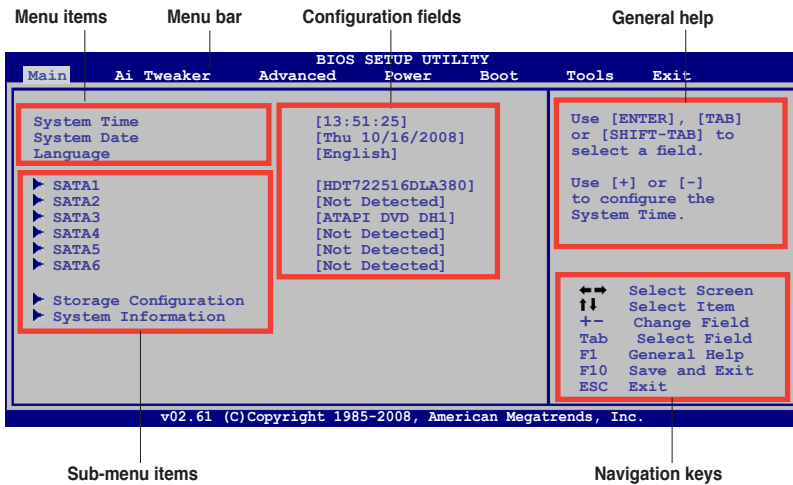 Menu items Menu bar Configuration fields General help
BIOS SETUP UTILITY
Main Ai Tweaker Advanced Power Boot Tools Exit
System Time [13:51:25]
System Date [Thu 10/16/2008]
Language [English]
SATA1 [HDT722516DLA380]
SATA2 [Not Detected]
SATA3 [ATAPI DVD DH1]
SATA4 [Not Detected]
SATA5 [Not Detected]
SATA6 [Not Detected]
Storage Configuration
System Information
Use [ENTER], [TAB]
or [SHIFT-TAB] to
select a field.
Use [+] or [-]
to configure the
System Time.
←→ Select Screen
↑↓ Select Item
+- Change Field
Tab Select Field
F1 General Help
F10 Save and Exit
ESC Exit
v02.61 (C)Copyright 1985-2008, American Megatrends, Inc.
Sub-menu items Navigation keys